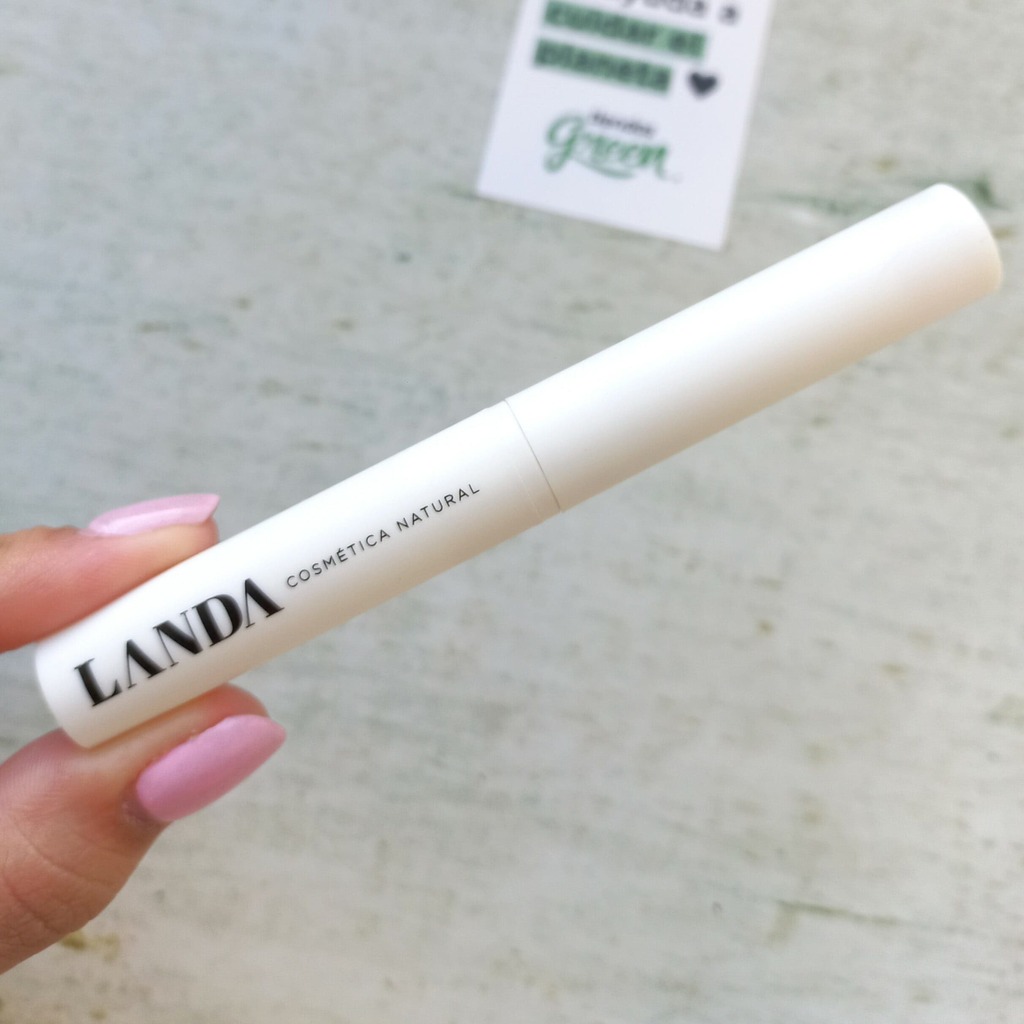 a
cuidar el
planeta
green
LANDA
COSMÉTICA NATURAL